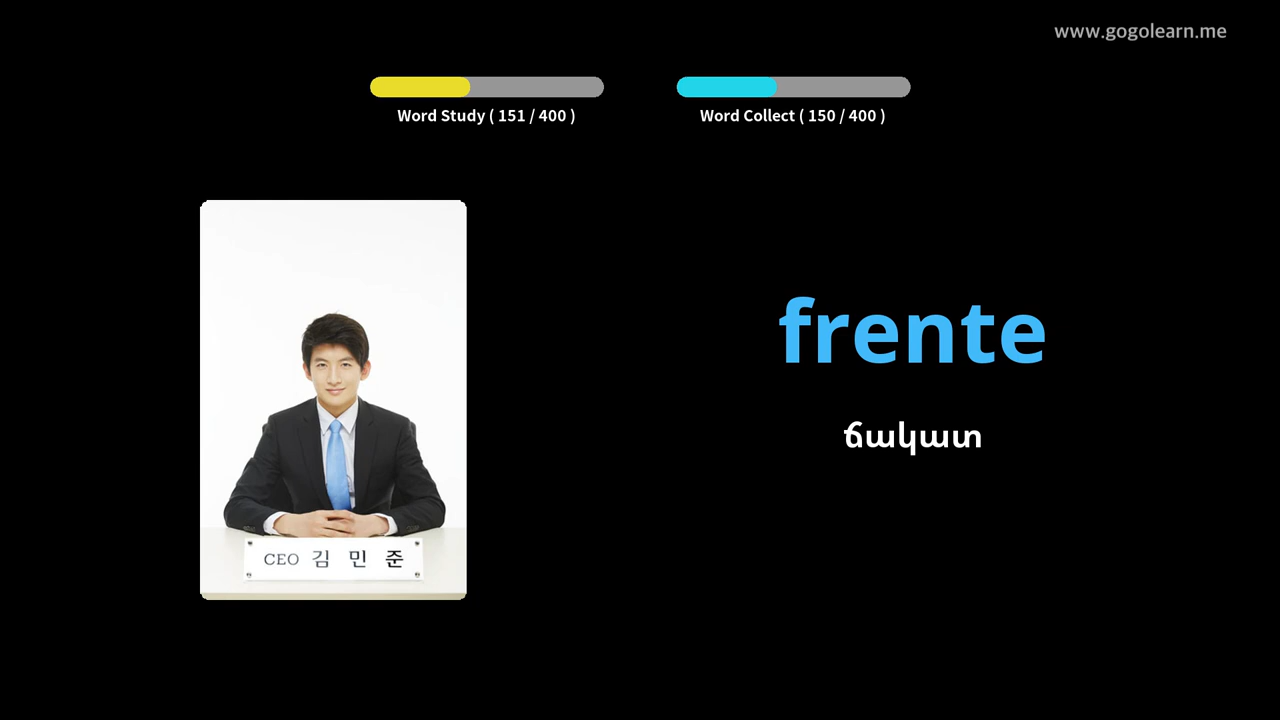 www.gogolearn.me
Word Study ( 151 / 400 )
Word Collect ( 150 / 400 )
frente
ճակատ
CEO 김 민 준